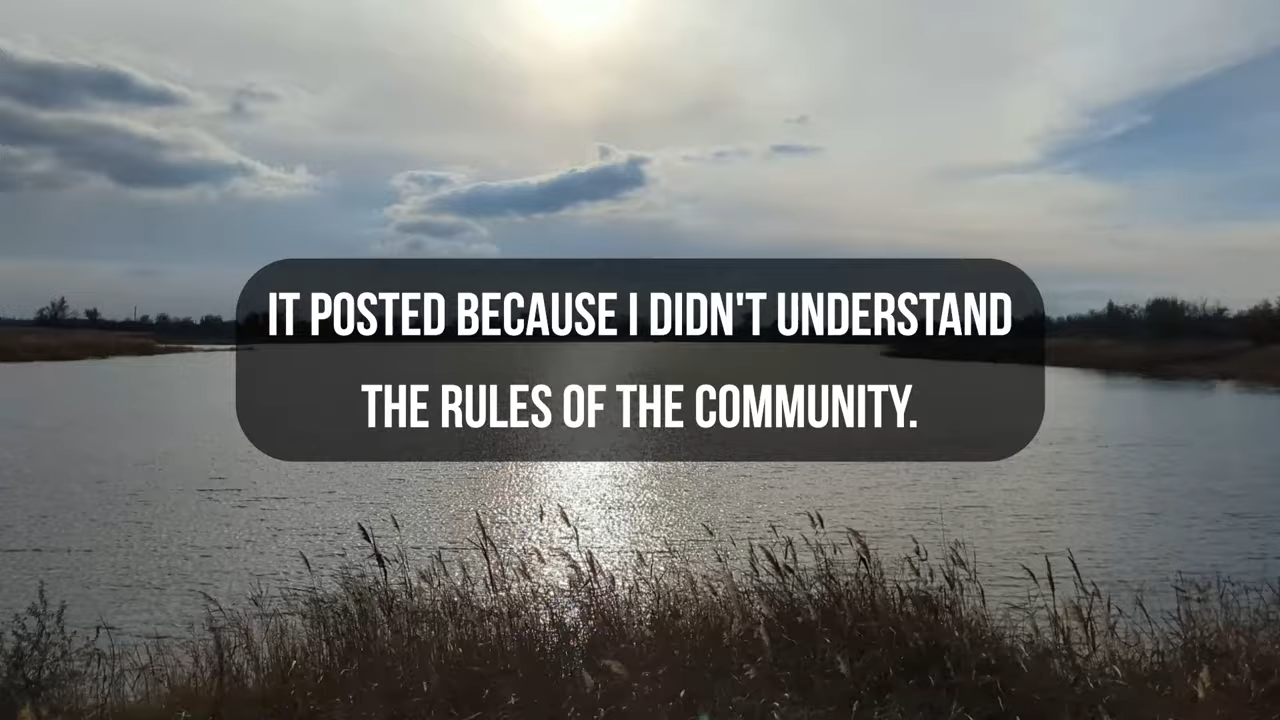 IT POSTED BECAUSE I DIDN'T UNDERSTAND
THE RULES OF THE COMMUNITY.